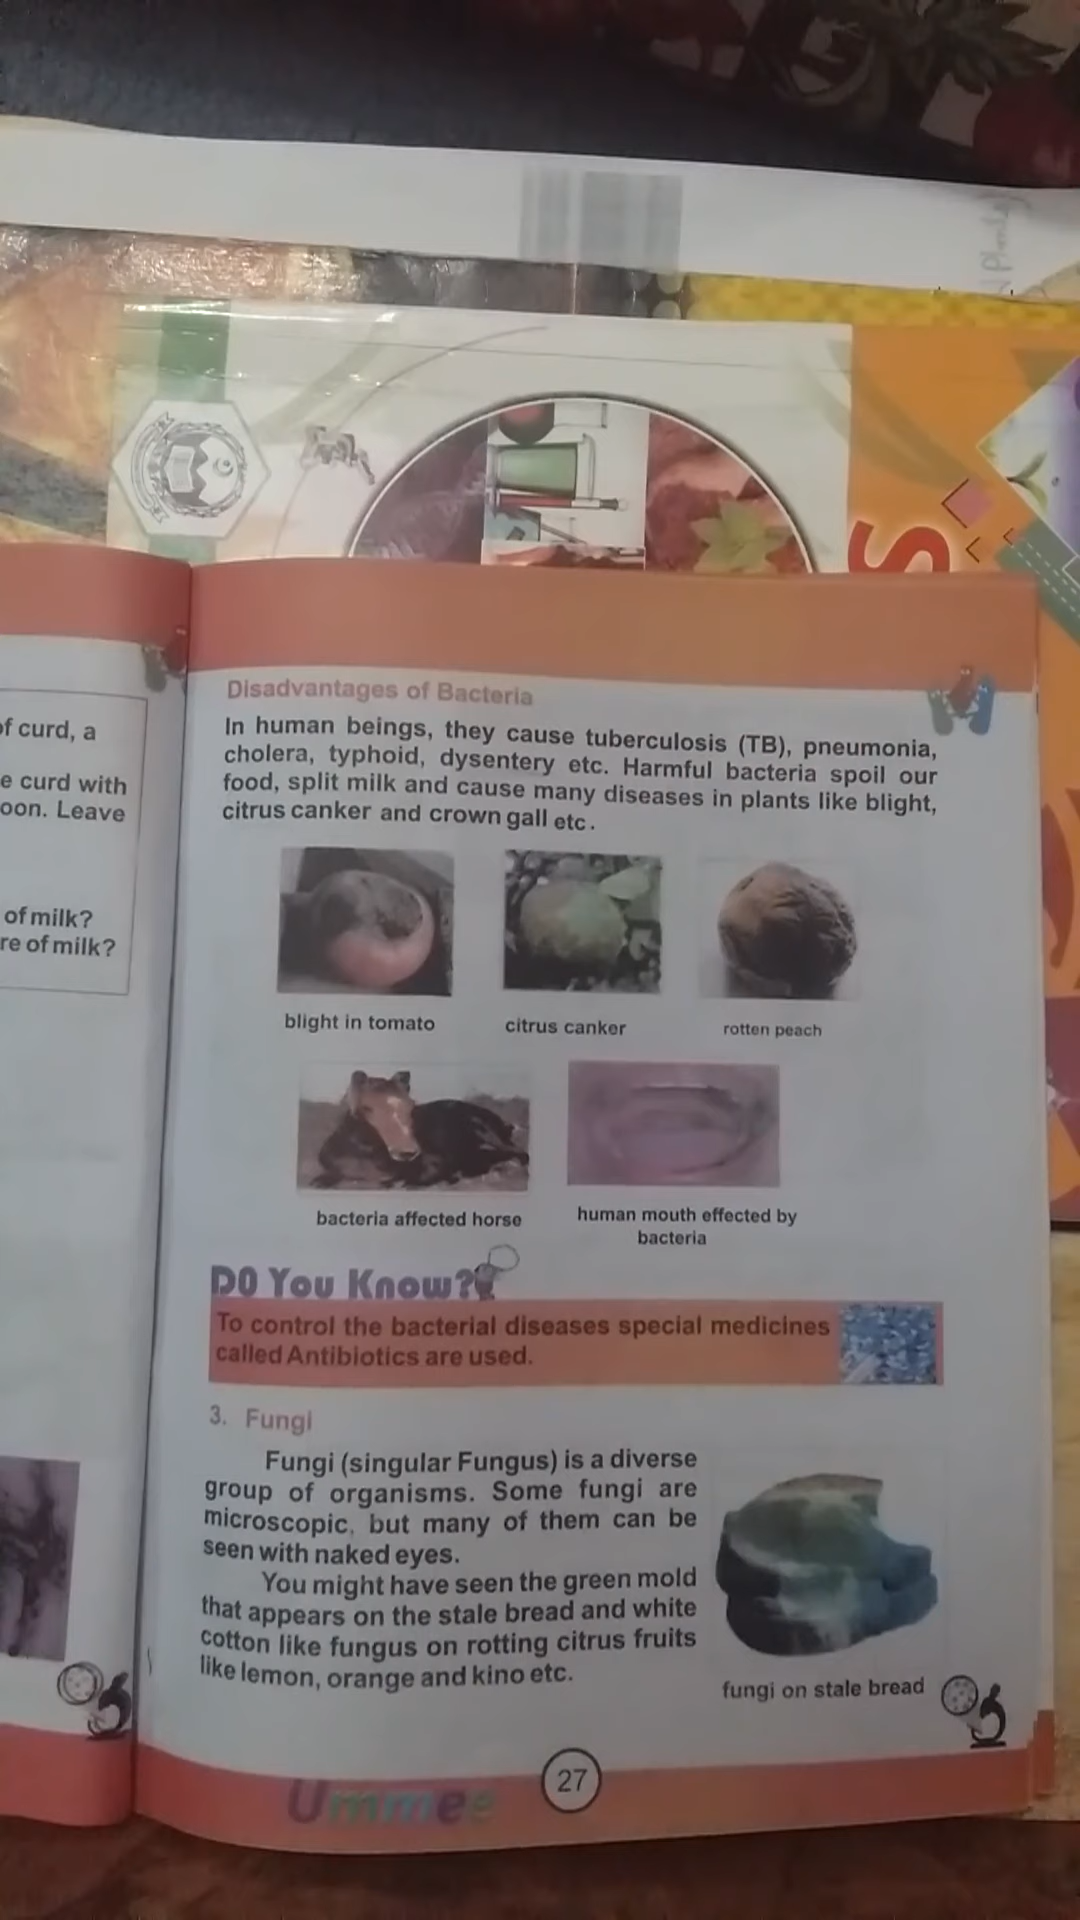 Plants
S
of curd, a
e curd with
oon. Leave
of milk?
re of milk?
Disadvantages of Bacteria
In human beings, they cause tuberculosis (TB), pneumonia,
cholera, typhoid, dysentery etc. Harmful bacteria spoil our
food, split milk and cause many diseases in plants like blight,
citrus canker and crown gall etc.
blight in tomato
citrus canker
rotten peach
bacteria affected horse
human mouth effected by
bacteria
DO You Know?
To control the bacterial diseases special medicines
called Antibiotics are used.
3. Fungi
Fungi (singular Fungus) is a diverse
group of organisms. Some fungi are
microscopic, but many of them can be
seen with naked eyes.
You might have seen the green mold
that appears on the stale bread and white
cotton like fungus on rotting citrus fruits
like lemon, orange and kino etc.
fungi on stale bread
27
Ummee